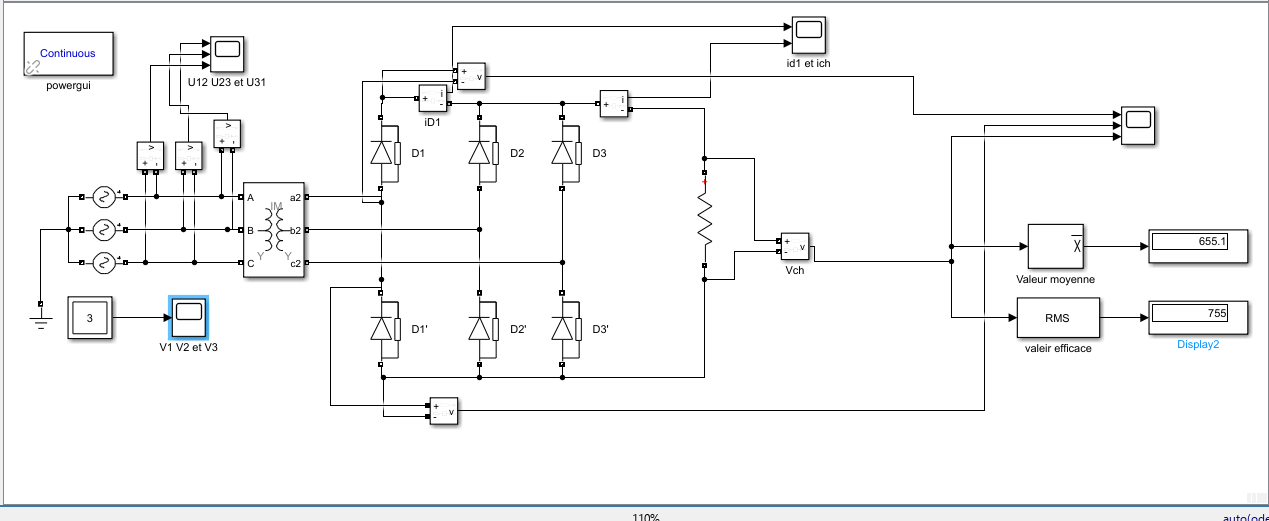 Continuous
powergui
U12 U23 et U31
id1 et ich
+
-
v
+
i
-
iD1
+
i
-
D1
D2
D3
v
+
-
v
+
-
v
+
-
A
a2
B
b2
C
c2
Y
Y
+
-
v
Vch
X
Valeur moyenne
655.1
3
V1 V2 et V3
RMS
valeir efficace
755
Display2
D1'
D2'
D3'
+
-
v
110%
auto(ode